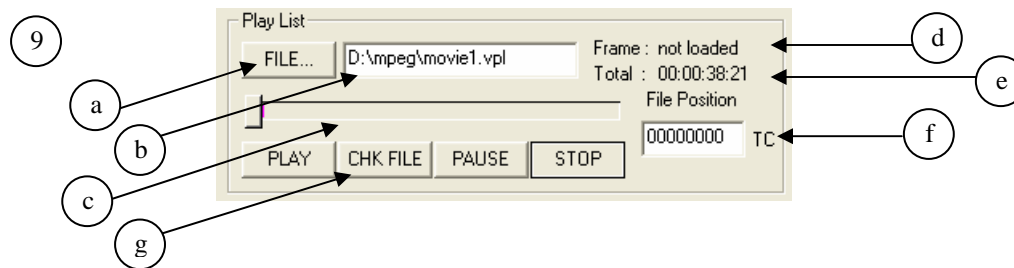 9
Play List
FILE... D:\mpeg\movie1.vpl
Frame : not loaded
Total : 00:00:38:21
File Position
00000000 TC
PLAY CHK FILE PAUSE STOP
a
b
c
g
d
e
f